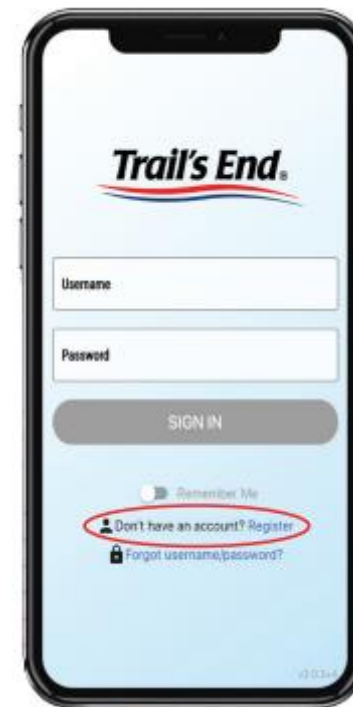 Trail's End®
Username
Password
SIGN IN
Remember Me
Don't have an account? Register
Forgot username/password?